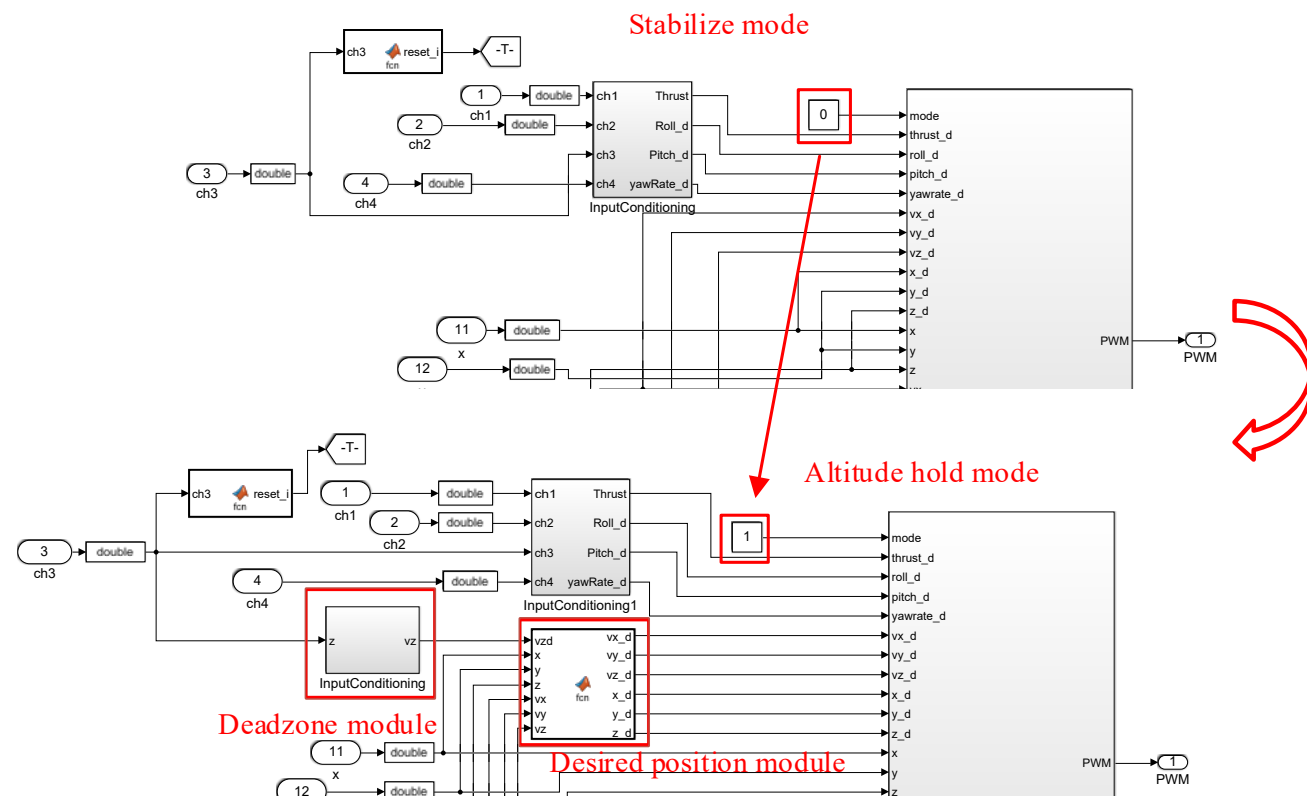 Stabilize mode
ch3 fcn reset_i
-T-
1
ch1
double
ch1 Thrust
2
ch2
double
ch2 Roll_d
3
ch3
double
ch3 Pitch_d
4
ch4
double
ch4 yawRate_d
InputConditioning
0
mode
thrust_d
roll_d
pitch_d
yawrate_d
vx_d
vy_d
vz_d
x_d
y_d
z_d
11
x
double
x
y
12
double
z
PWM
1
PWM
-T-
Altitude hold mode
ch3 fcn reset_i
1
ch1
double
ch1 Thrust
2
ch2
double
ch2 Roll_d
3
ch3
double
ch3 Pitch_d
4
ch4
double
ch4 yawRate_d
InputConditioning1
1
mode
thrust_d
roll_d
pitch_d
yawrate_d
vx_d
vy_d
vz_d
x_d
y_d
z_d
x
y
z
z vz
InputConditioning
Deadzone module
vzd vx_d
x vy_d
y vz_d
z x_d
vx y_d
vy z_d
vz
fcn
Desired position module
11
x
double
12
double
PWM
1
PWM